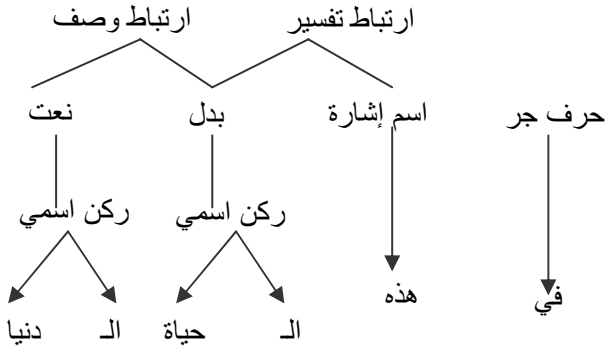 ارتباط تفسير ارتباط وصف
حرف جر اسم إشارة بدل نعت
ركن اسمي ركن اسمي
في هذه
الـ حياة الـ دنيا